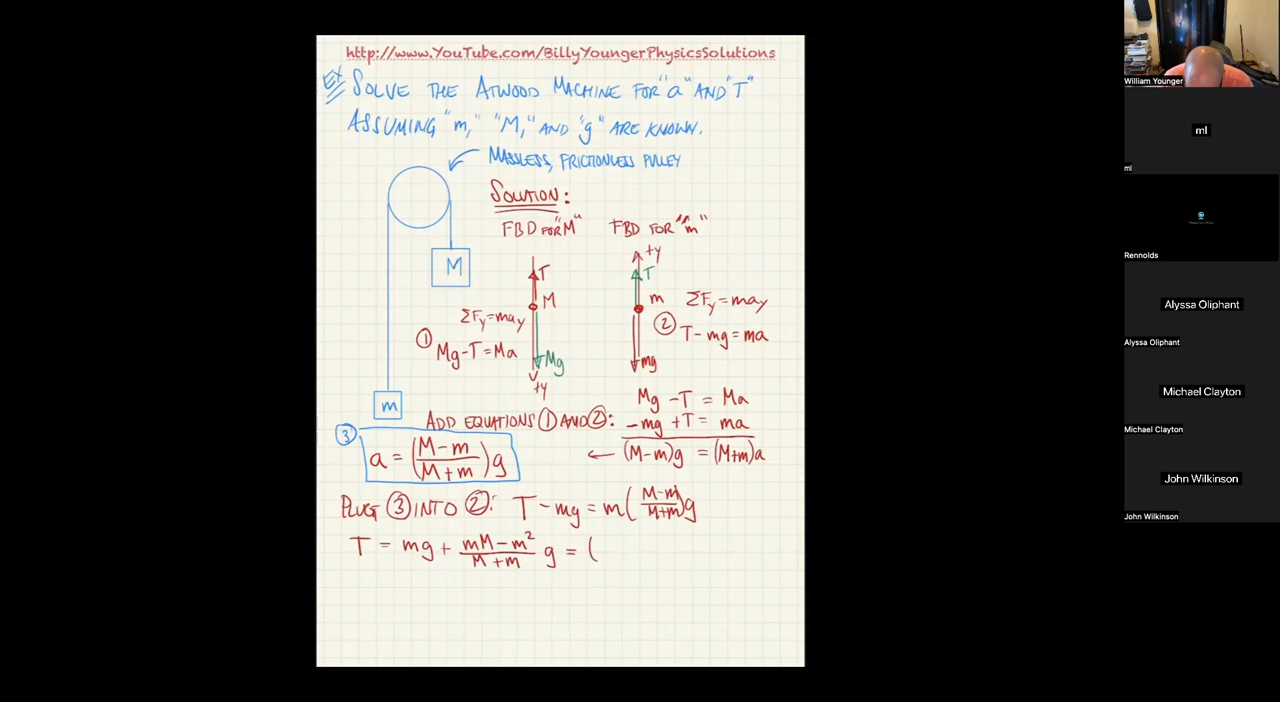 http://www.YouTube.com/BillyYoungerPhysicsSolutions
Ex SOLVE THE ATWOOD MACHINE FOR "a" AND "T"
ASSUMING "m," "M," AND "g" ARE KNOWN.
MASSLESS, FRICTIONLESS PULLEY
SOLUTION:
FBD FOR "M"
FBD FOR "m"
M
T
M
ΣFy = may
① Mg - T = Ma
Mg
+y
+y
T
m
ΣFy = may
② T - mg = ma
mg
m
ADD EQUATIONS ① AND ②:
Mg - T = Ma
-mg + T = ma
← (M-m)g = (M+m)a
③ a = (M-m / M+m) g
PLUG ③ INTO ②: T - mg = m(M-m / M+m)g
T = mg + mM - m² / M + m g = (
William Younger
ml
ml
Rennolds
Alyssa Oliphant
Alyssa Oliphant
Michael Clayton
Michael Clayton
John Wilkinson
John Wilkinson